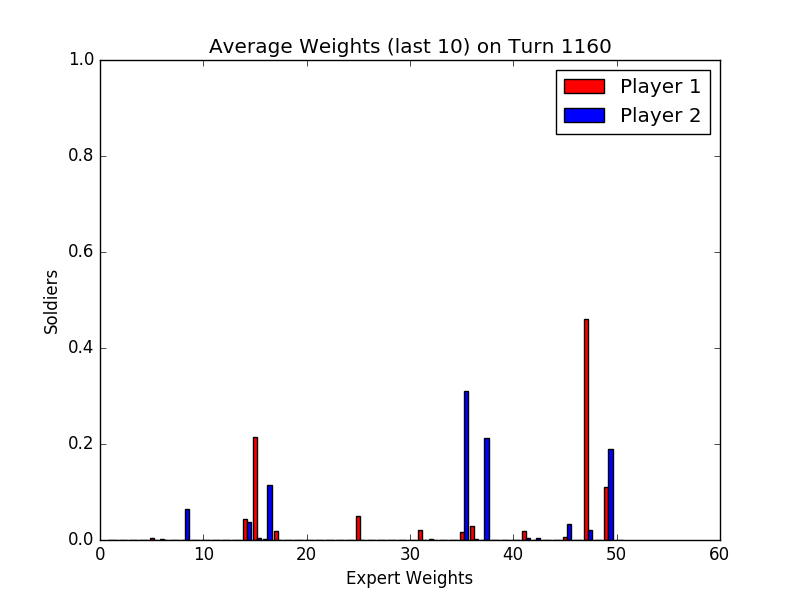 Average Weights (last 10) on Turn 1160
1.0
Player 1
Player 2
0.8
0.6
Soldiers
0.4
0.2
0.0
0 10 20 30 40 50 60
Expert Weights